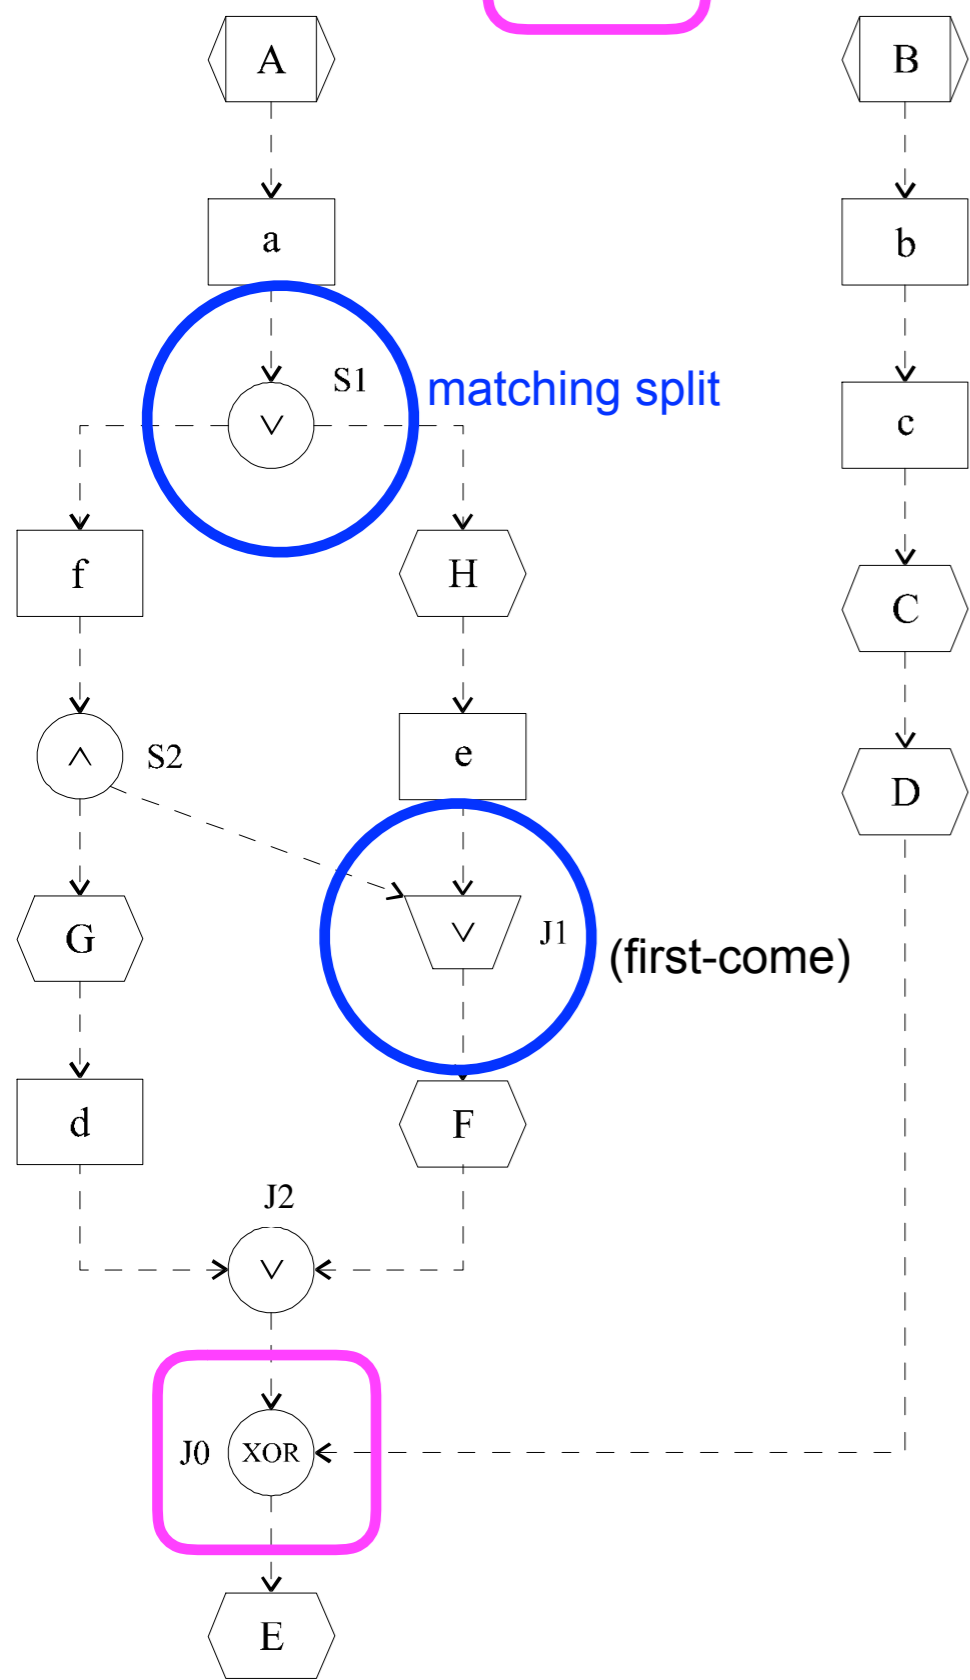 A B
a b
S1 matching split
∨ c
f H C
∧ S2 e D
G ∨ J1 (first-come)
d F
J2
∨
J0 XOR
E